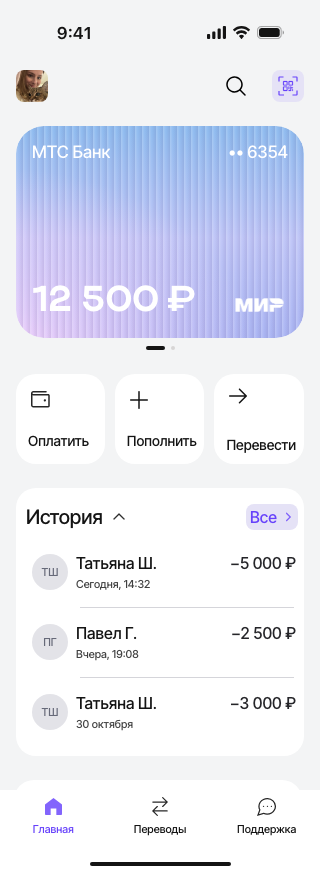 9:41
МТС Банк
•• 6354
12 500 ₽
МИР
Оплатить
Пополнить
Перевести
История
Все
ТШ
Татьяна Ш.
−5 000 ₽
Сегодня, 14:32
ПГ
Павел Г.
−2 500 ₽
Вчера, 19:08
ТШ
Татьяна Ш.
−3 000 ₽
30 октября
Главная
Переводы
Поддержка